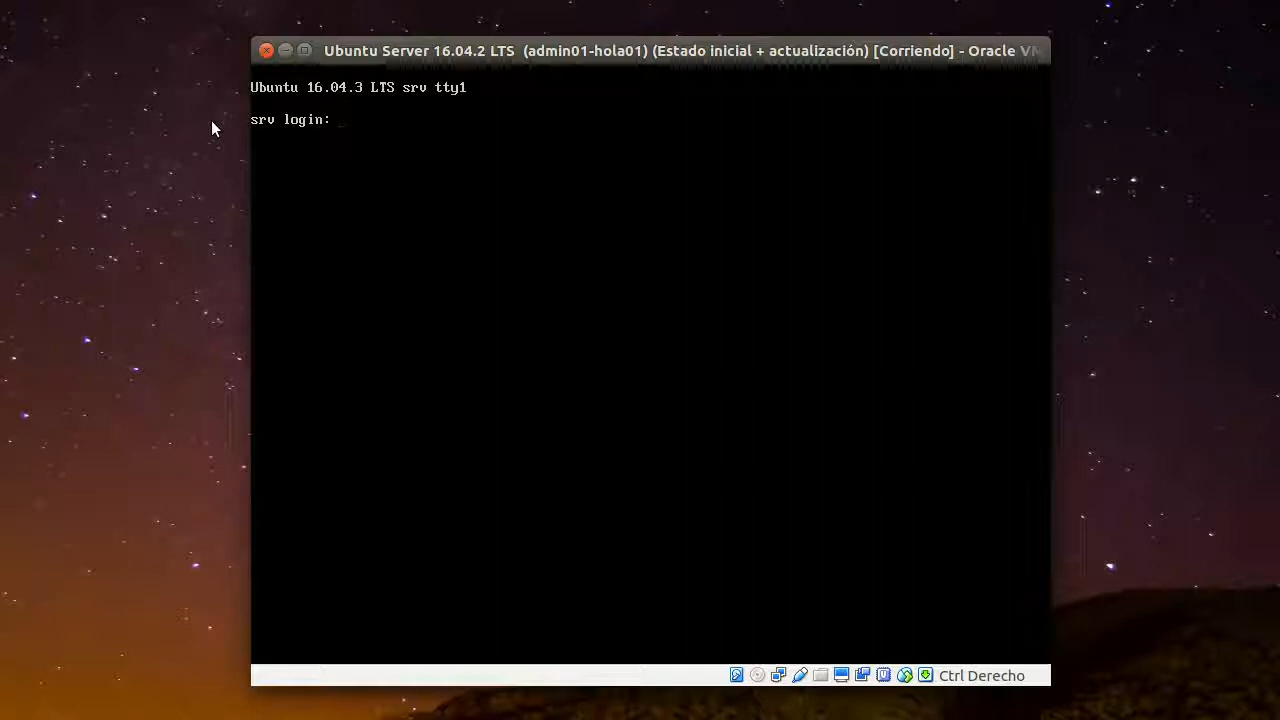 Ubuntu Server 16.04.2 LTS  (admin01-hola01) (Estado inicial + actualización) [Corriendo] - Oracle VM
Ubuntu 16.04.3 LTS srv tty1
srv login:
Ctrl Derecho